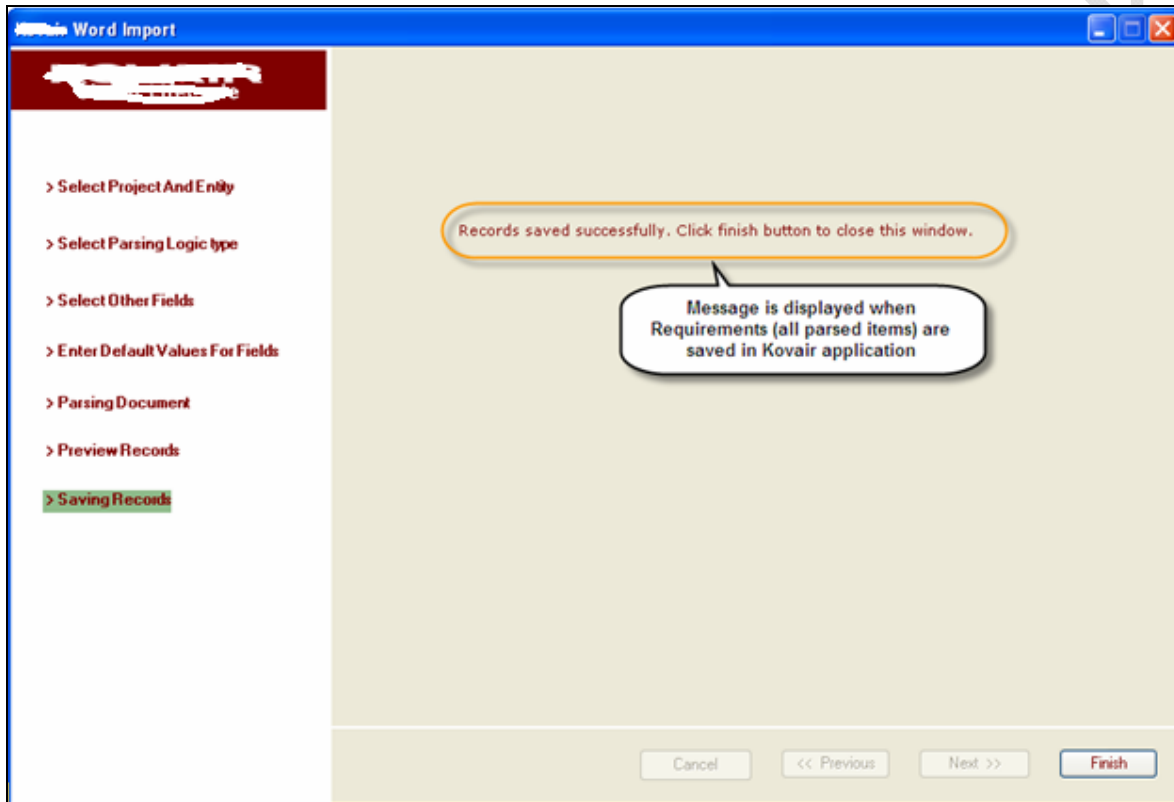 Word Import
> Select Project And Entity
> Select Parsing Logic type
> Select Other Fields
> Enter Default Values For Fields
> Parsing Document
> Preview Records
> Saving Records
Records saved successfully. Click finish button to close this window.
Message is displayed when
Requirements (all parsed items) are
saved in Kovair application
Cancel
<< Previous
Next >>
Finish